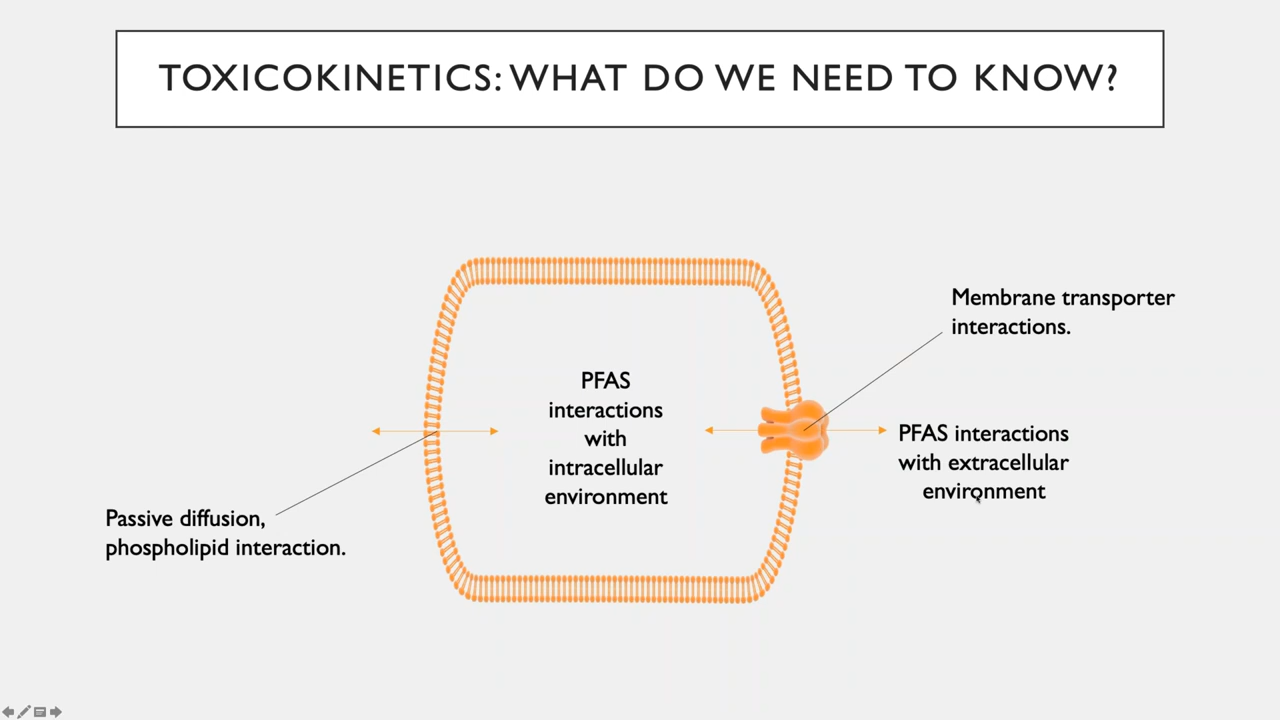 TOXICOKINETICS: WHAT DO WE NEED TO KNOW?
Membrane transporter
interactions.
PFAS
interactions
with
intracellular
environment
PFAS interactions
with extracellular
environment
Passive diffusion,
phospholipid interaction.